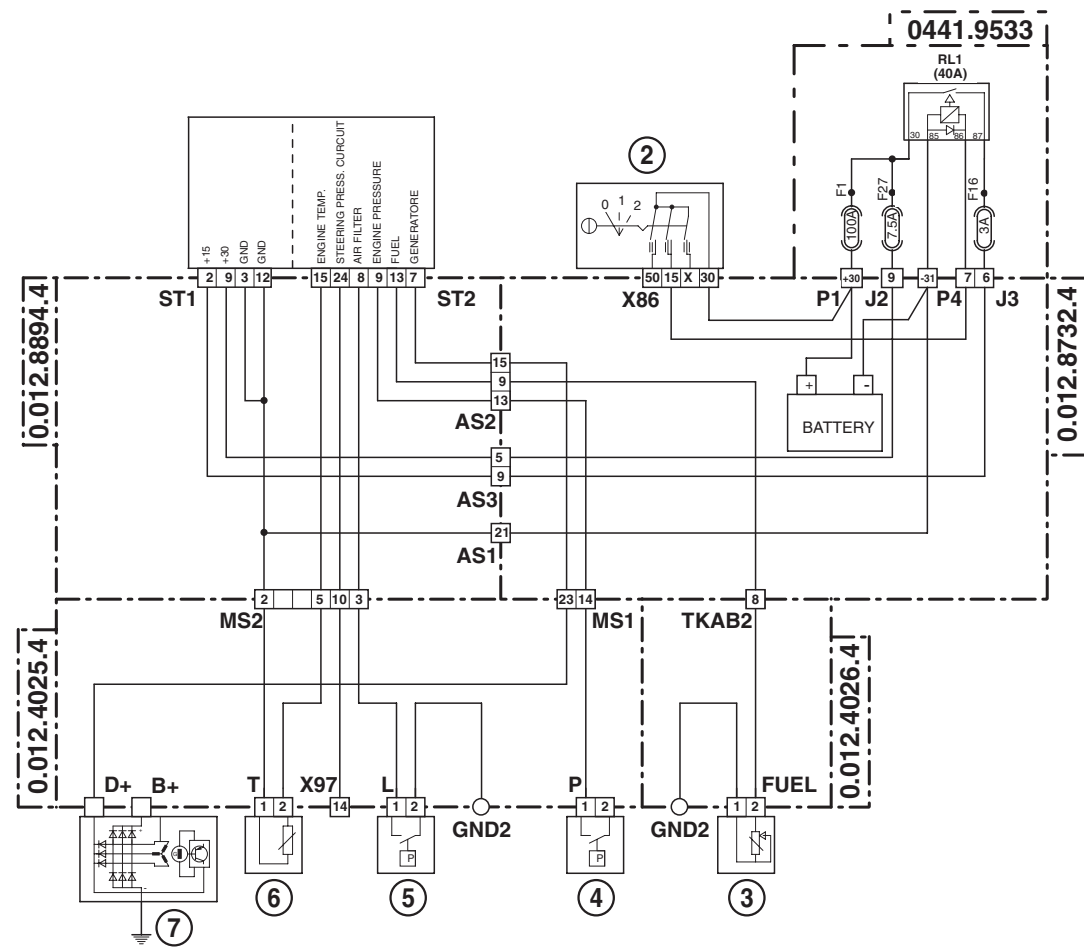 0441.9533
RL1
(40A)
30 85 86 87
F1
F27
F16
100A
7.5A
3A
2
0 1 2
ENGINE TEMP.
STEERING PRESS. CURCUIT
AIR FILTER
ENGINE PRESSURE
FUEL
GENERATORE
+15
+30
GND
GND
2 9 3 12
15 24 8 9 13 7
50 15 X 30
+30 9 -31 7 6
ST1
ST2
X86
P1
J2
P4
J3
0.012.8894.4
0.012.8732.4
15
9
13
AS2
+ -
BATTERY
5
9
AS3
21
AS1
2 5 10 3
23 14
8
MS2
MS1
TKAB2
0.012.4025.4
0.012.4026.4
D+
B+
T
X97
L
P
FUEL
1 2
14
1 2
1 2
1 2
GND2
GND2
+
G
-
P
P
7
6
5
4
3